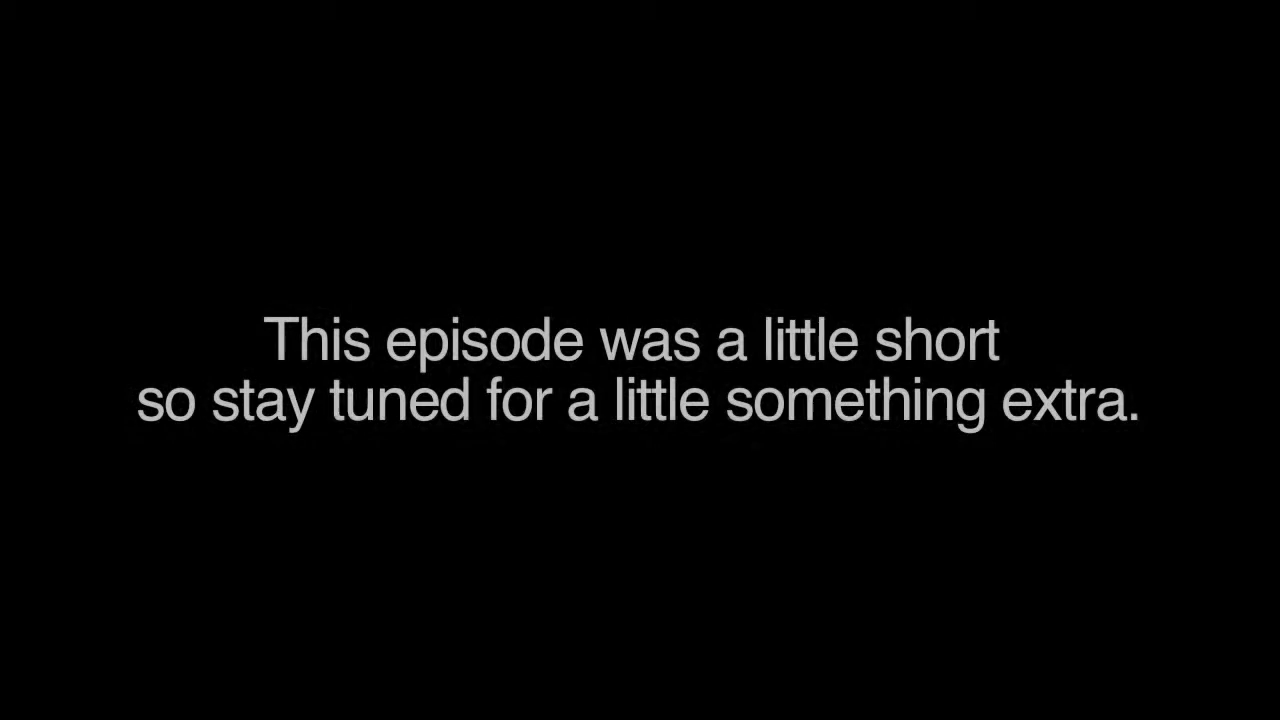 This episode was a little short
so stay tuned for a little something extra.